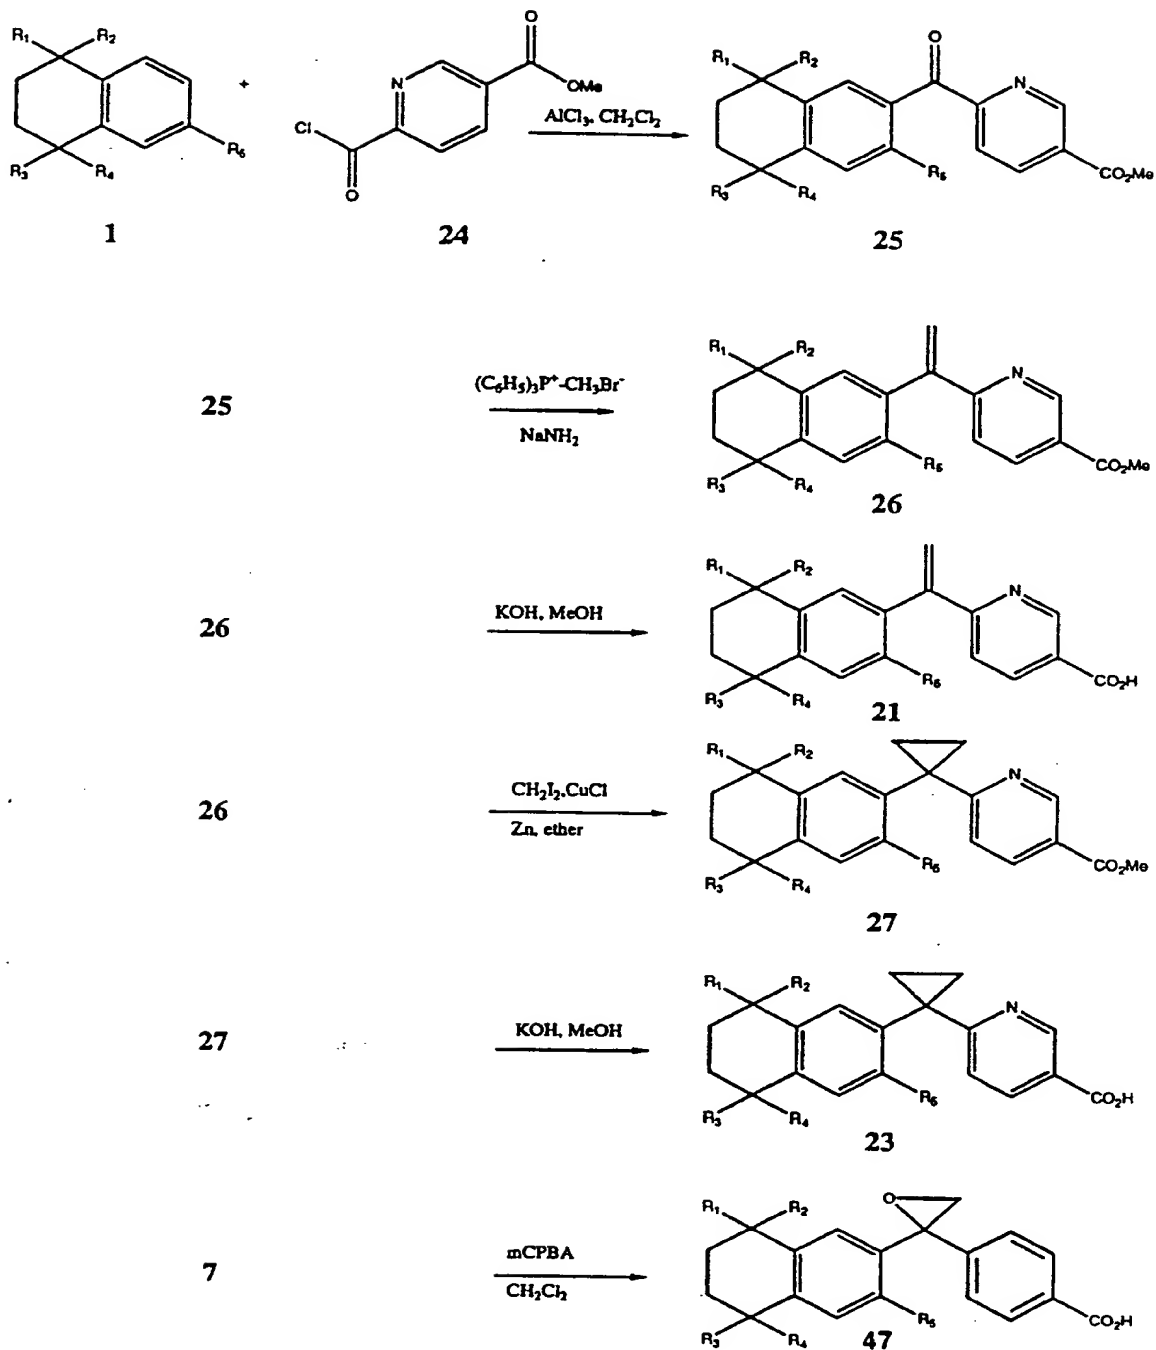 R₁ R₂
+
R₃ R₄ R₅
1
Cl O N O OMe
24
AlCl₃. CH₂Cl₂
R₁ R₂ O N
R₃ R₄ R₅ CO₂Me
25
25
(C₆H₅)₃P⁺-CH₃Br⁻
NaNH₂
R₁ R₂ N
R₃ R₄ R₅ CO₂Me
26
26
KOH, MeOH
R₁ R₂ N
R₃ R₄ R₅ CO₂H
21
26
CH₂I₂.CuCl
Zn, ether
R₁ R₂ N
R₃ R₄ R₅ CO₂Me
27
27
KOH, MeOH
R₁ R₂ N
R₃ R₄ R₅ CO₂H
23
7
mCPBA
CH₂Cl₂
R₁ R₂ O
R₃ R₄ R₅ CO₂H
47